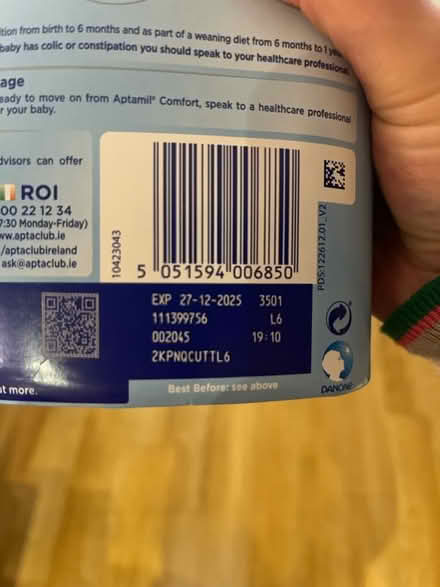 ition from birth to 6 months and as part of a weaning diet from 6 months to 1
baby has colic or constipation you should speak to your healthcare professional
age
eady to move on from Aptamil® Comfort, speak to a healthcare professional
r your baby.
dvisors can offer
ROI
00 22 12 34
7:30 Monday-Friday)
ww.aptaclub.ie
/aptaclubireland
ask@aptaclub.ie
10423043
5 051594 006850
PDS:122612.01_V2
EXP 27-12-2025 3501
111399756 L6
002045 19:10
2KPNQCUTTL6
ut more.
Best Before: see above
DANONE